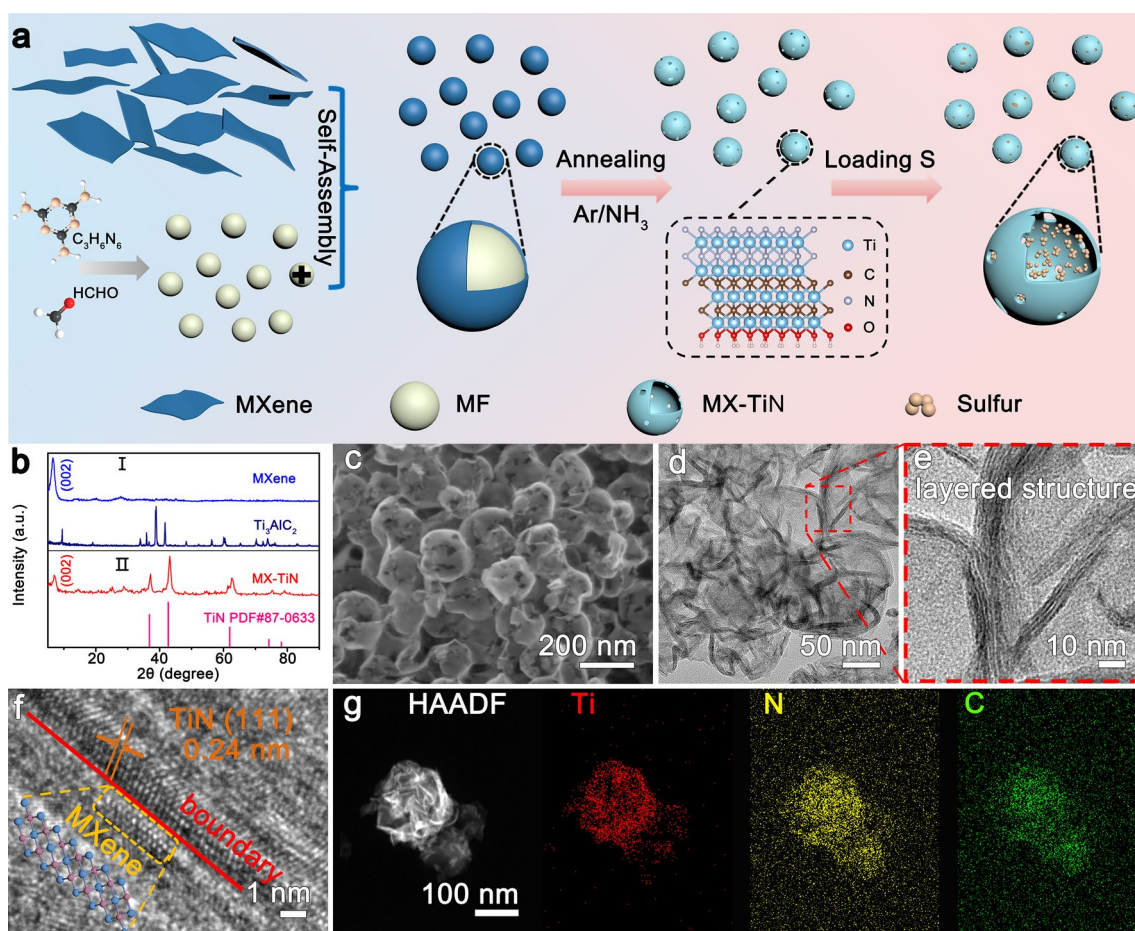 a
C₃H₆N₆
HCHO
+
Self-Assembly
Annealing
Ar/NH₃
Loading S
Ti
C
N
O
MXene
MF
MX-TiN
Sulfur
b
Intensity (a.u.)
(002)
I
MXene
Ti₃AlC₂
(002)
II
MX-TiN
TiN PDF#87-0633
20
40
60
80
2θ (degree)
c
200 nm
d
50 nm
e
layered structure
10 nm
f
TiN (111)
0.24 nm
boundary
MXene
1 nm
g
HAADF
100 nm
Ti
N
C